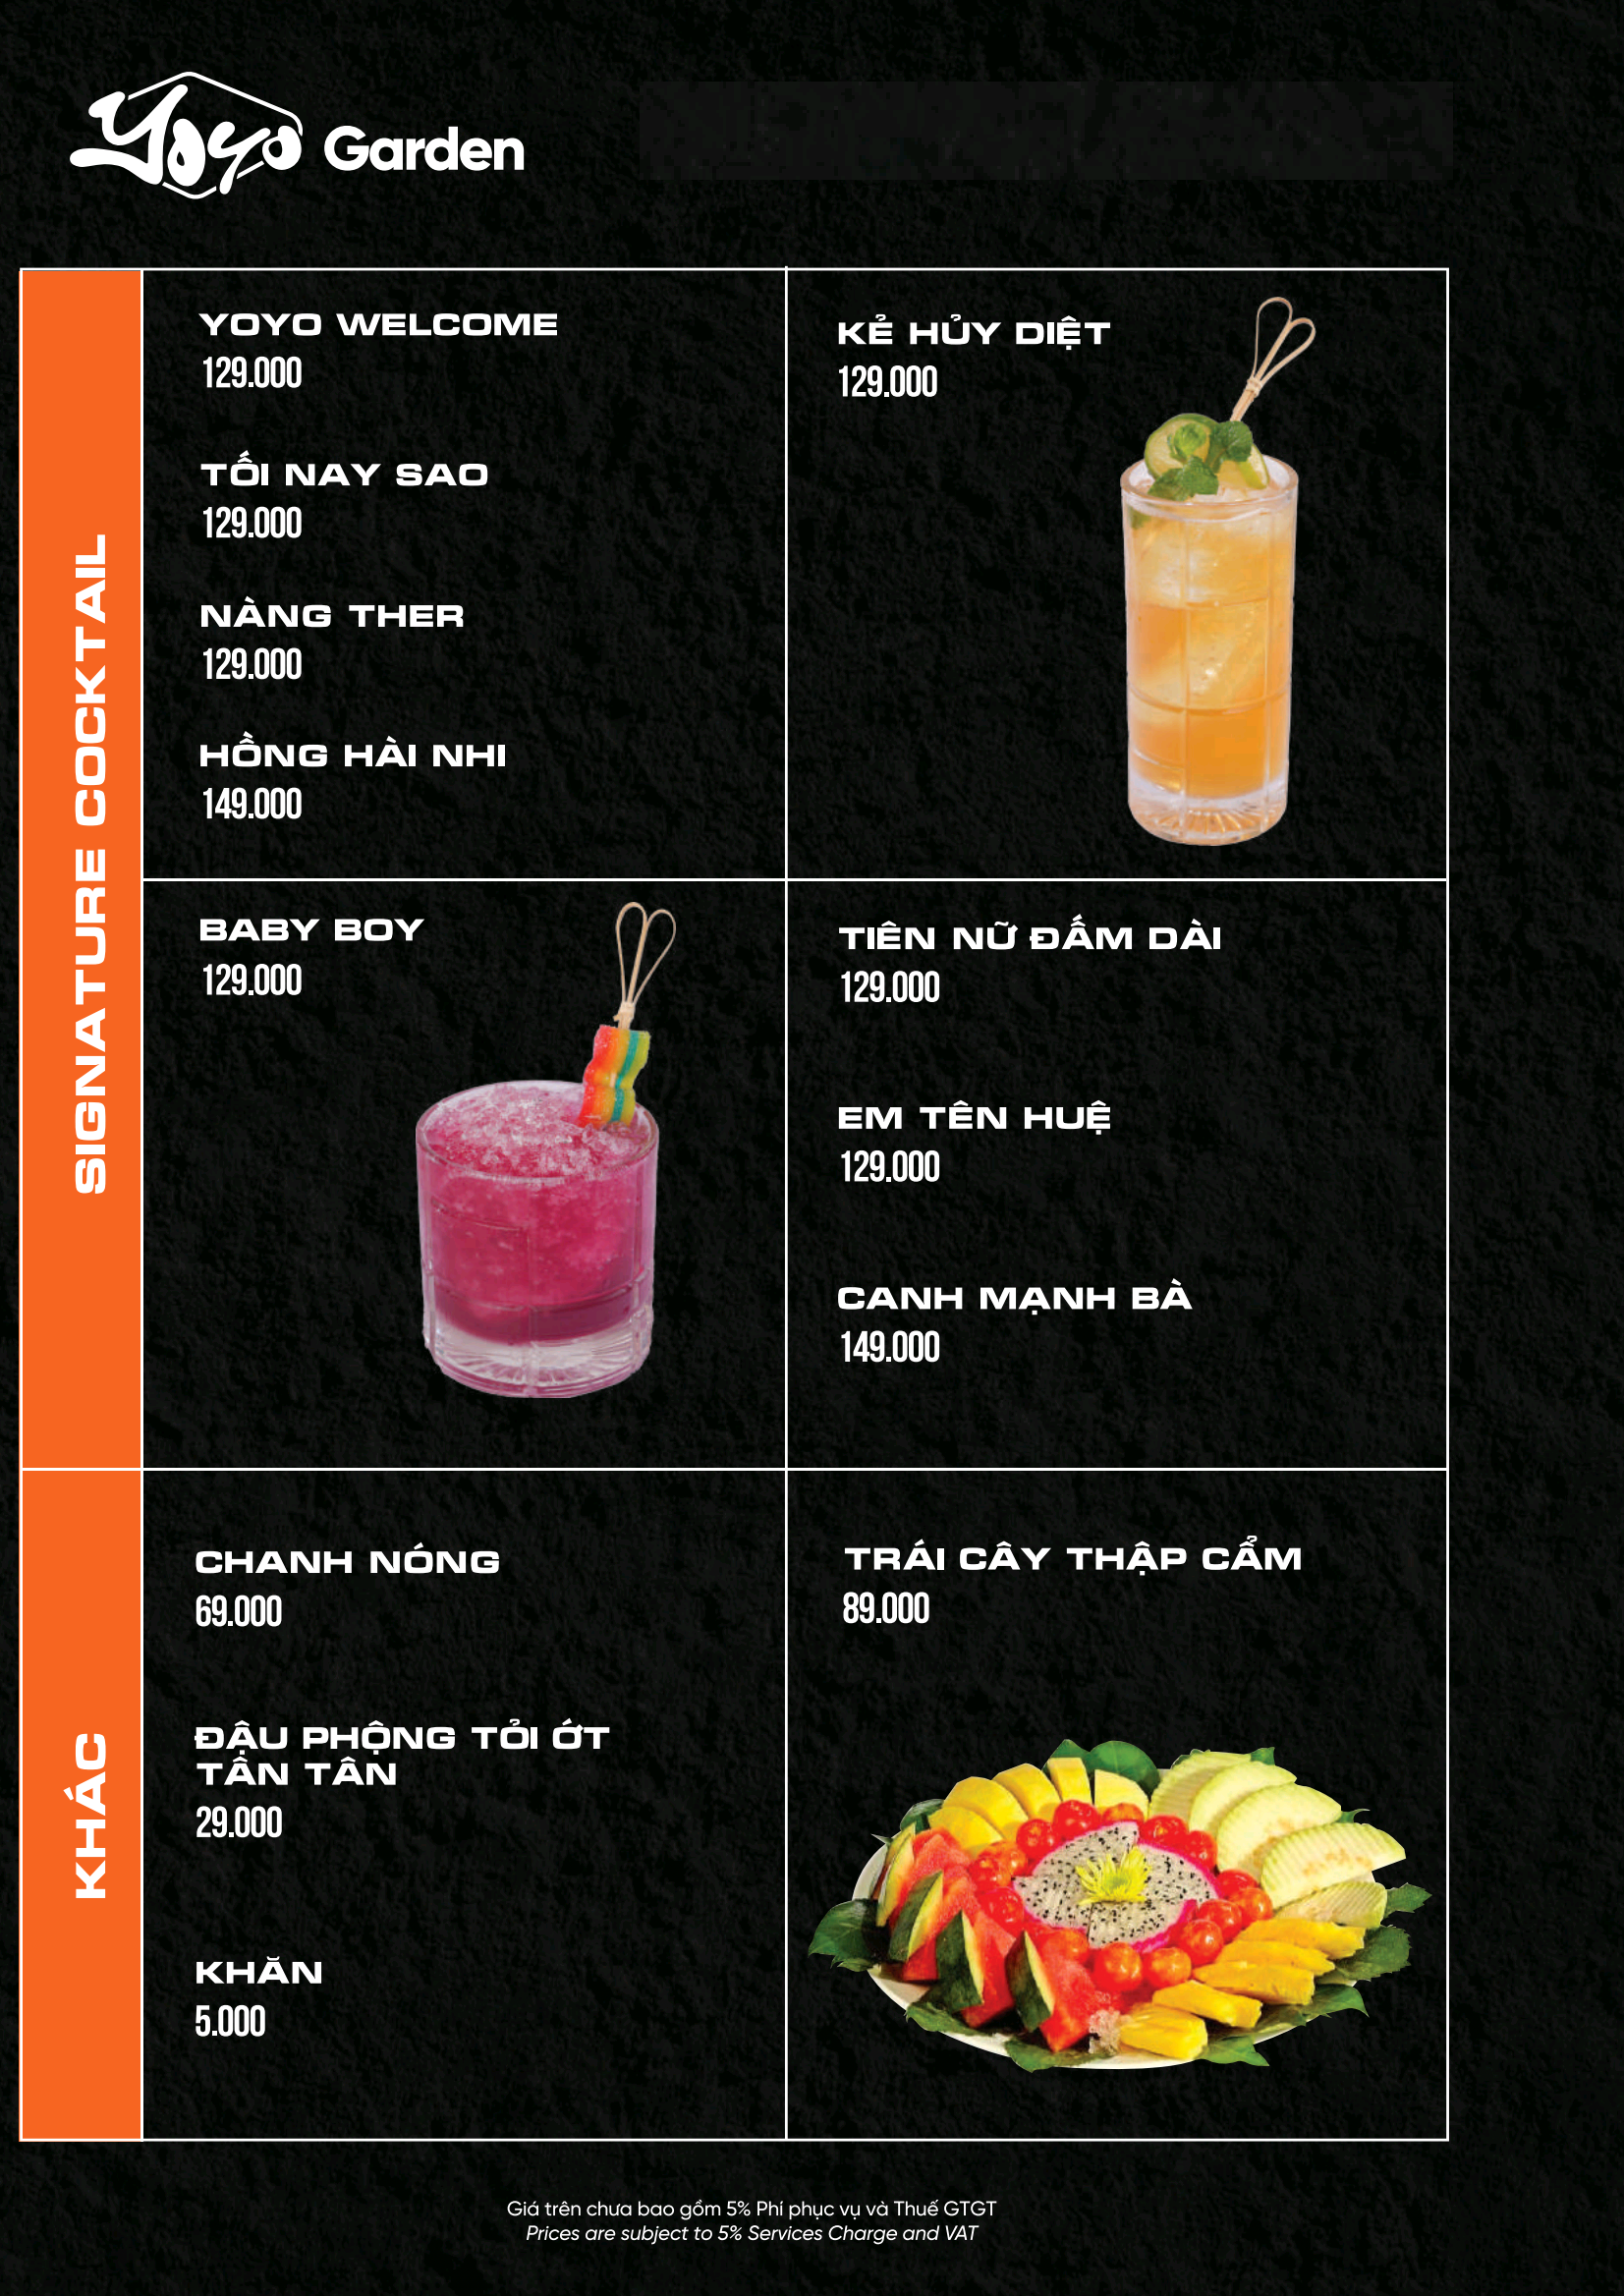 Yoyo Garden
SIGNATURE COCKTAIL
YOYO WELCOME
129.000
TỐI NAY SAO
129.000
NÀNG THER
129.000
HỒNG HÀI NHI
149.000
KẺ HỦY DIỆT
129.000
BABY BOY
129.000
TIÊN NỮ ĐẤM DÀI
129.000
EM TÊN HUỆ
129.000
CANH MẠNH BÀ
149.000
KHÁC
CHANH NÓNG
69.000
ĐẬU PHỘNG TỎI ỚT
TÂN TÂN
29.000
KHĂN
5.000
TRÁI CÂY THẬP CẨM
89.000
Giá trên chưa bao gồm 5% Phí phục vụ và Thuế GTGT
Prices are subject to 5% Services Charge and VAT